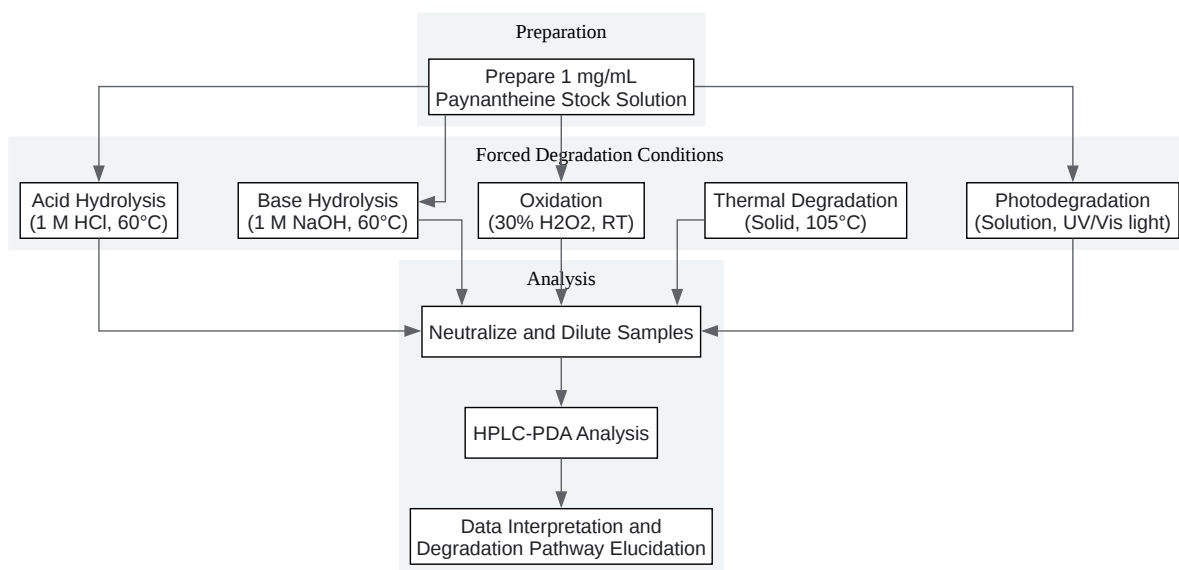 Preparation
Prepare 1 mg/mL
Paynantheine Stock Solution
Forced Degradation Conditions
Acid Hydrolysis
(1 M HCl, 60°C)
Base Hydrolysis
(1 M NaOH, 60°C)
Oxidation
(30% H2O2, RT)
Thermal Degradation
(Solid, 105°C)
Photodegradation
(Solution, UV/Vis light)
Analysis
Neutralize and Dilute Samples
HPLC-PDA Analysis
Data Interpretation and
Degradation Pathway Elucidation